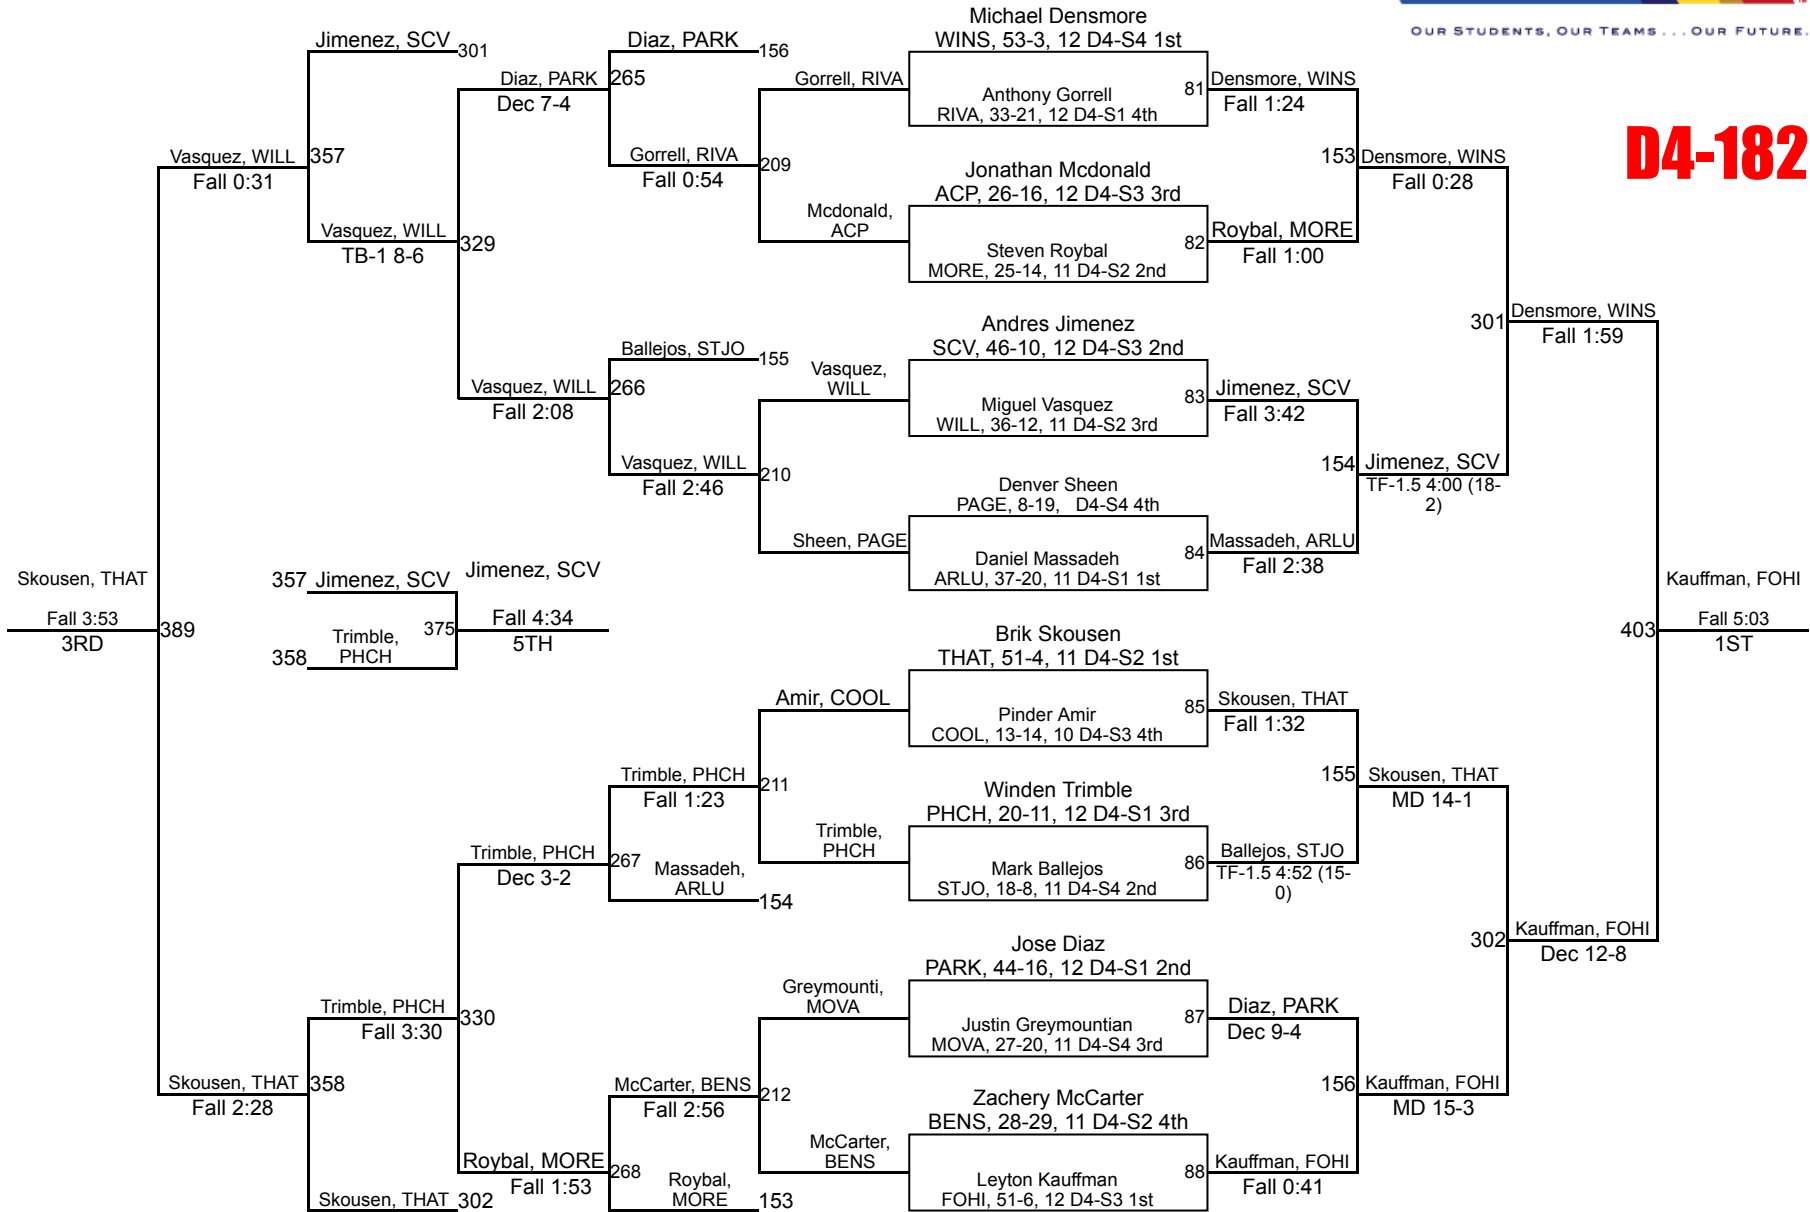 OUR STUDENTS, OUR TEAMS . . . OUR FUTURE.
D4-182
Michael Densmore
WINS, 53-3, 12 D4-S4 1st
Anthony Gorrell
RIVA, 33-21, 12 D4-S1 4th
81
Jonathan Mcdonald
ACP, 26-16, 12 D4-S3 3rd
Steven Roybal
MORE, 25-14, 11 D4-S2 2nd
82
Andres Jimenez
SCV, 46-10, 12 D4-S3 2nd
Miguel Vasquez
WILL, 36-12, 11 D4-S2 3rd
83
Denver Sheen
PAGE, 8-19, D4-S4 4th
Daniel Massadeh
ARLU, 37-20, 11 D4-S1 1st
84
Brik Skousen
THAT, 51-4, 11 D4-S2 1st
Pinder Amir
COOL, 13-14, 10 D4-S3 4th
85
Winden Trimble
PHCH, 20-11, 12 D4-S1 3rd
Mark Ballejos
STJO, 18-8, 11 D4-S4 2nd
86
Jose Diaz
PARK, 44-16, 12 D4-S1 2nd
Justin Greymountian
MOVA, 27-20, 11 D4-S4 3rd
87
Zachery McCarter
BENS, 28-29, 11 D4-S2 4th
Leyton Kauffman
FOHI, 51-6, 12 D4-S3 1st
88
Densmore, WINS
Fall 1:24
Roybal, MORE
Fall 1:00
Jimenez, SCV
Fall 3:42
Massadeh, ARLU
Fall 2:38
Skousen, THAT
Fall 1:32
Ballejos, STJO
TF-1.5 4:52 (15-
0)
Diaz, PARK
Dec 9-4
Kauffman, FOHI
Fall 0:41
153
Densmore, WINS
Fall 0:28
154
Jimenez, SCV
TF-1.5 4:00 (18-
2)
155
Skousen, THAT
MD 14-1
156
Kauffman, FOHI
MD 15-3
301
Densmore, WINS
Fall 1:59
302
Kauffman, FOHI
Dec 12-8
403
Kauffman, FOHI
Fall 5:03
1ST
Gorrell, RIVA
Mcdonald,
ACP
209
Vasquez,
WILL
Sheen, PAGE
210
Amir, COOL
Trimble,
PHCH
211
Greymounti,
MOVA
McCarter,
BENS
212
Diaz, PARK
156
Gorrell, RIVA
Fall 0:54
265
Ballejos, STJO
155
Vasquez, WILL
Fall 2:46
266
Trimble, PHCH
Fall 1:23
267
Massadeh,
ARLU
154
McCarter, BENS
Fall 2:56
268
Roybal,
MORE
153
Diaz, PARK
Dec 7-4
Vasquez, WILL
Fall 2:08
329
Trimble, PHCH
Dec 3-2
Roybal, MORE
Fall 1:53
330
Jimenez, SCV
301
Vasquez, WILL
TB-1 8-6
357
Trimble, PHCH
Fall 3:30
358
Skousen, THAT
302
Vasquez, WILL
Fall 0:31
Skousen, THAT
Fall 2:28
389
Skousen, THAT
Fall 3:53
3RD
357
Jimenez, SCV
358
Trimble,
PHCH
375
Jimenez, SCV
Fall 4:34
5TH